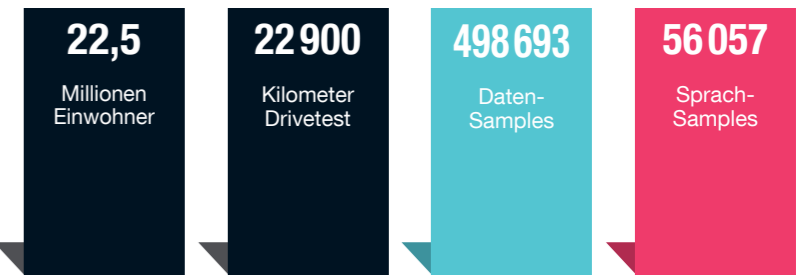 22,5
Millionen
Einwohner
22 900
Kilometer
Drivetest
498 693
Daten-
Samples
56 057
Sprach-
Samples